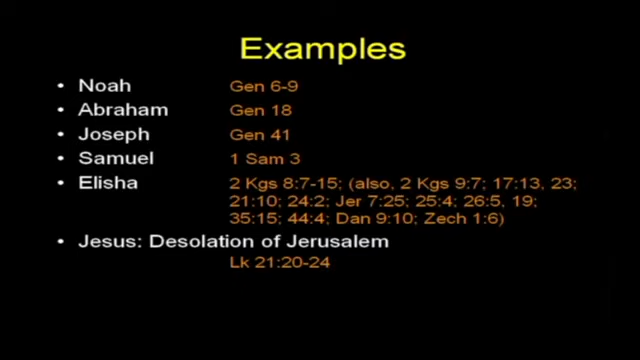 Examples
• Noah Gen 6-9
• Abraham Gen 18
• Joseph Gen 41
• Samuel 1 Sam 3
• Elisha 2 Kgs 8:7-15; (also, 2 Kgs 9:7; 17:13, 23;
21:10; 24:2; Jer 7:25; 25:4; 26:5, 19;
35:15; 44:4; Dan 9:10; Zech 1:6)
• Jesus: Desolation of Jerusalem
Lk 21:20-24